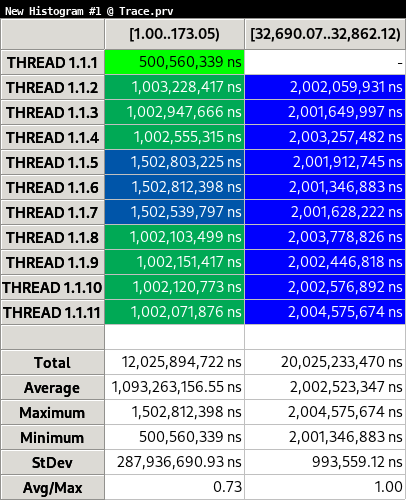 New Histogram #1 @ Trace.prv
[1.00..173.05) [32,690.07..32,862.12)
THREAD 1.1.1 500,560,339 ns -
THREAD 1.1.2 1,003,228,417 ns 2,002,059,931 ns
THREAD 1.1.3 1,002,947,666 ns 2,001,649,997 ns
THREAD 1.1.4 1,002,555,315 ns 2,003,257,482 ns
THREAD 1.1.5 1,502,803,225 ns 2,001,912,745 ns
THREAD 1.1.6 1,502,812,398 ns 2,001,346,883 ns
THREAD 1.1.7 1,502,539,797 ns 2,001,628,222 ns
THREAD 1.1.8 1,002,103,499 ns 2,003,778,826 ns
THREAD 1.1.9 1,002,151,417 ns 2,002,446,818 ns
THREAD 1.1.10 1,002,120,773 ns 2,002,576,892 ns
THREAD 1.1.11 1,002,071,876 ns 2,004,575,674 ns
Total 12,025,894,722 ns 20,025,233,470 ns
Average 1,093,263,156.55 ns 2,002,523,347 ns
Maximum 1,502,812,398 ns 2,004,575,674 ns
Minimum 500,560,339 ns 2,001,346,883 ns
StDev 287,936,690.93 ns 993,559.12 ns
Avg/Max 0.73 1.00